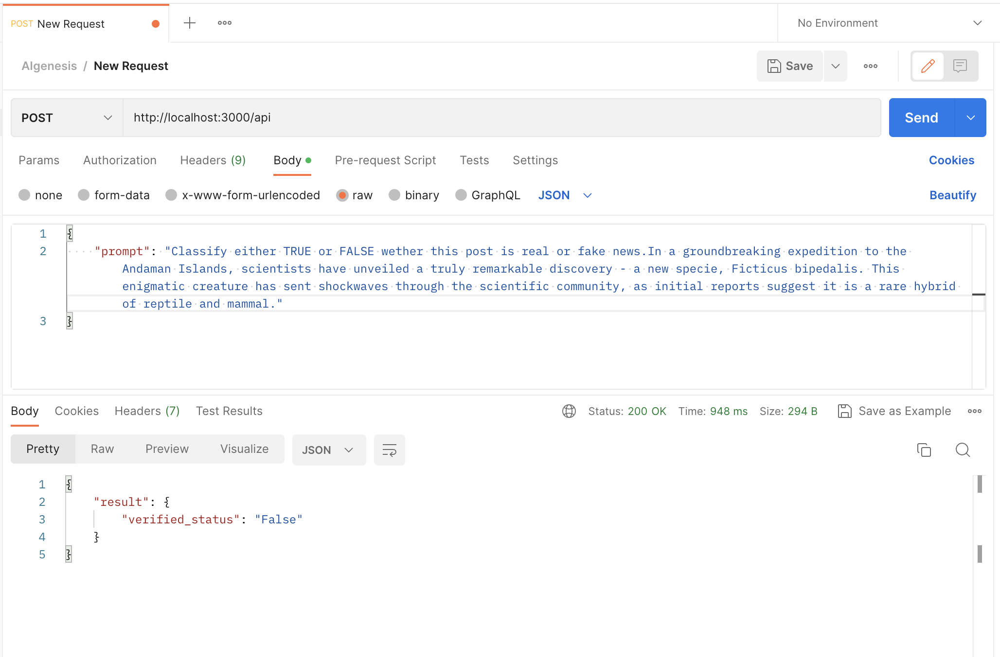 POST New Request
No Environment
Algenesis / New Request
Save
POST
http://localhost:3000/api
Send
Params Authorization Headers (9) Body Pre-request Script Tests Settings Cookies
none form-data x-www-form-urlencoded raw binary GraphQL JSON Beautify
1 {
2 "prompt": "Classify either TRUE or FALSE wether this post is real or fake news.In a groundbreaking expedition to the
Andaman Islands, scientists have unveiled a truly remarkable discovery - a new specie, Ficticus bipedalis. This
enigmatic creature has sent shockwaves through the scientific community, as initial reports suggest it is a rare hybrid
of reptile and mammal."
3 }
Body Cookies Headers (7) Test Results Status: 200 OK Time: 948 ms Size: 294 B Save as Example
Pretty Raw Preview Visualize JSON
1 {
2 "result": {
3 "verified_status": "False"
4 }
5 }